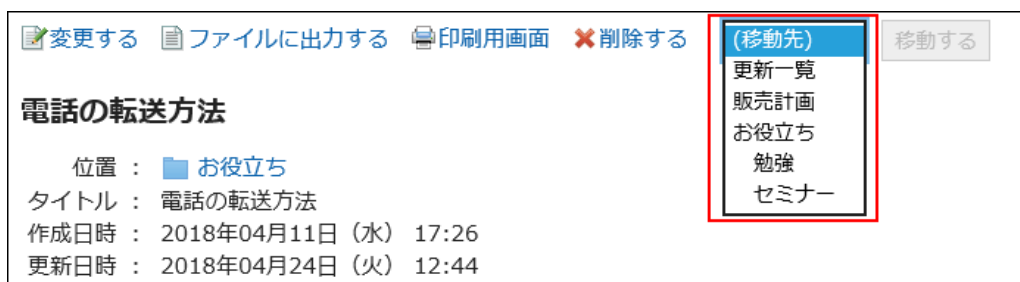 変更する ファイルに出力する 印刷用画面 削除する (移動先) 移動する
更新一覧
販売計画
お役立ち
勉強
セミナー
電話の転送方法
位置 : お役立ち
タイトル : 電話の転送方法
作成日時 : 2018年04月11日（水） 17:26
更新日時 : 2018年04月24日（火） 12:44